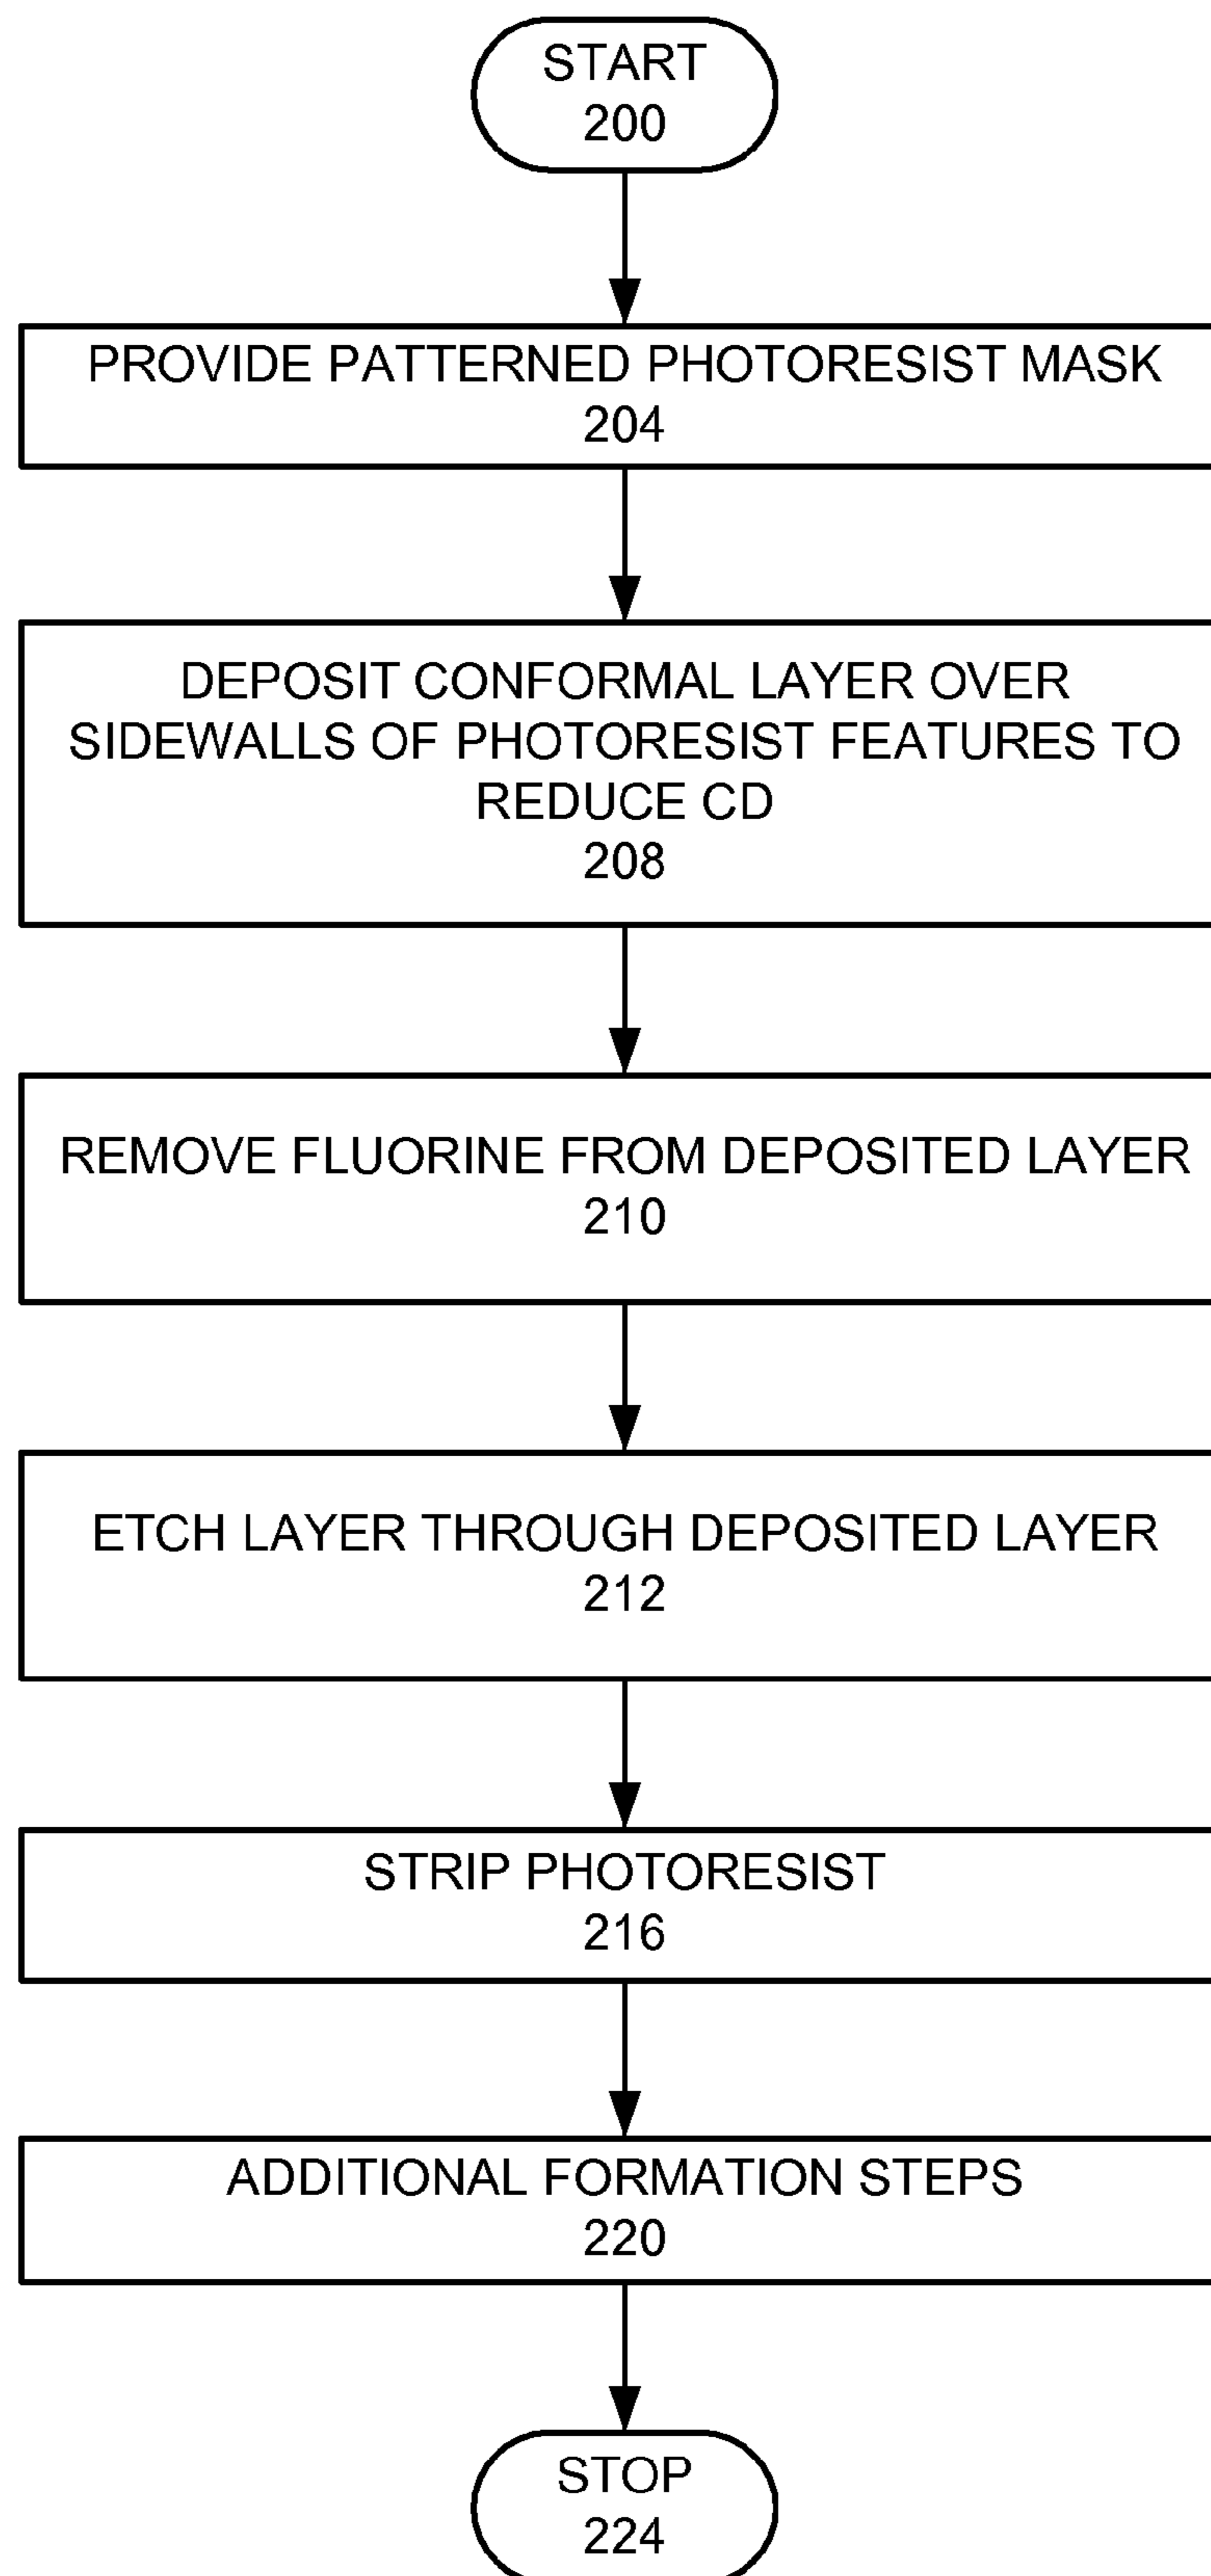 START
200
PROVIDE PATTERNED PHOTORESIST MASK
204
DEPOSIT CONFORMAL LAYER OVER
SIDEWALLS OF PHOTORESIST FEATURES TO
REDUCE CD
208
REMOVE FLUORINE FROM DEPOSITED LAYER
210
ETCH LAYER THROUGH DEPOSITED LAYER
212
STRIP PHOTORESIST
216
ADDITIONAL FORMATION STEPS
220
STOP
224